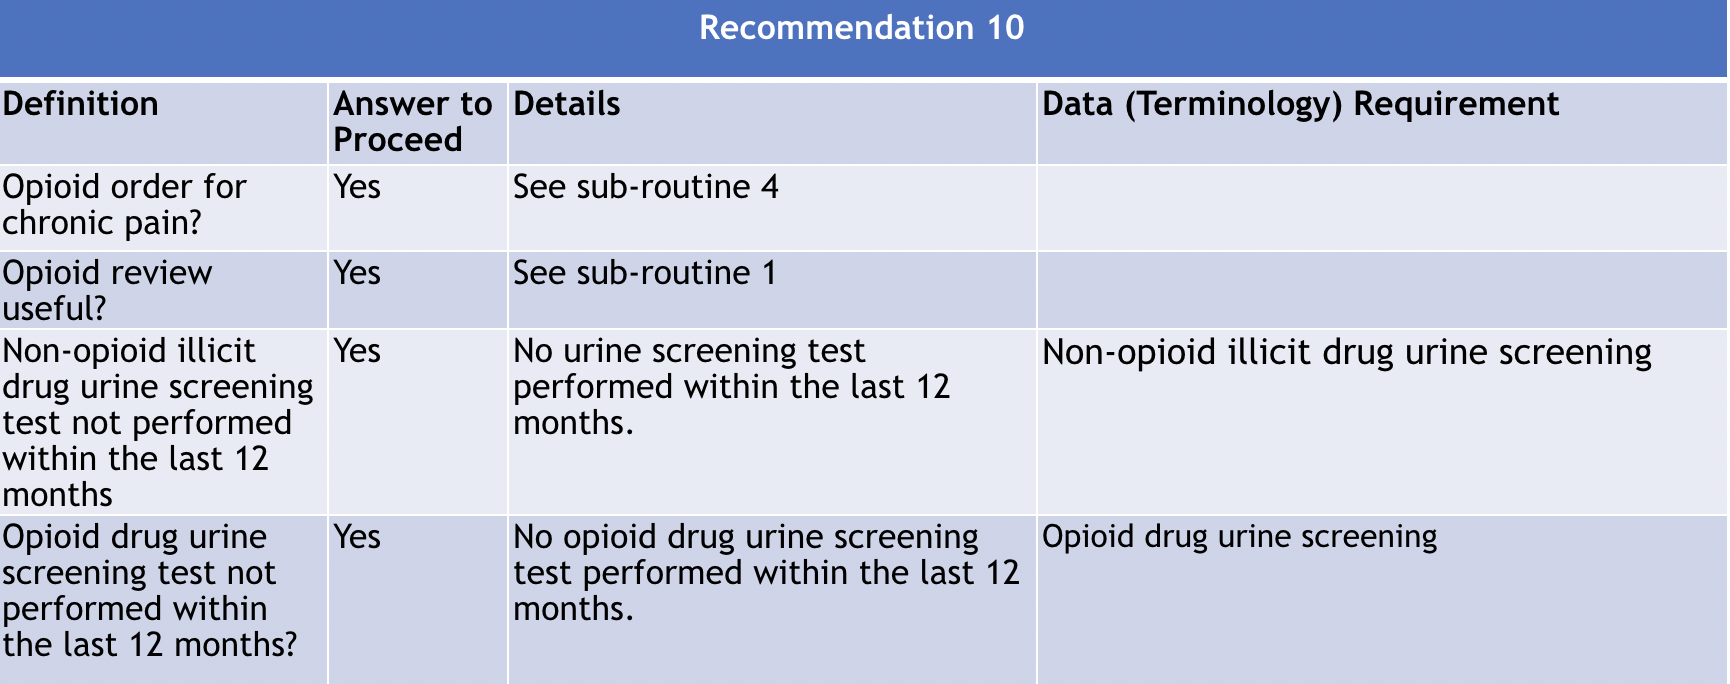 Recommendation 10
Definition
Answer to
Proceed
Details
Data (Terminology) Requirement
Opioid order for
chronic pain?
Yes
See sub-routine 4
Opioid review
useful?
Yes
See sub-routine 1
Non-opioid illicit
drug urine screening
test not performed
within the last 12
months
Yes
No urine screening test
performed within the last 12
months.
Non-opioid illicit drug urine screening
Opioid drug urine
screening test not
performed within
the last 12 months?
Yes
No opioid drug urine screening
test performed within the last 12
months.
Opioid drug urine screening